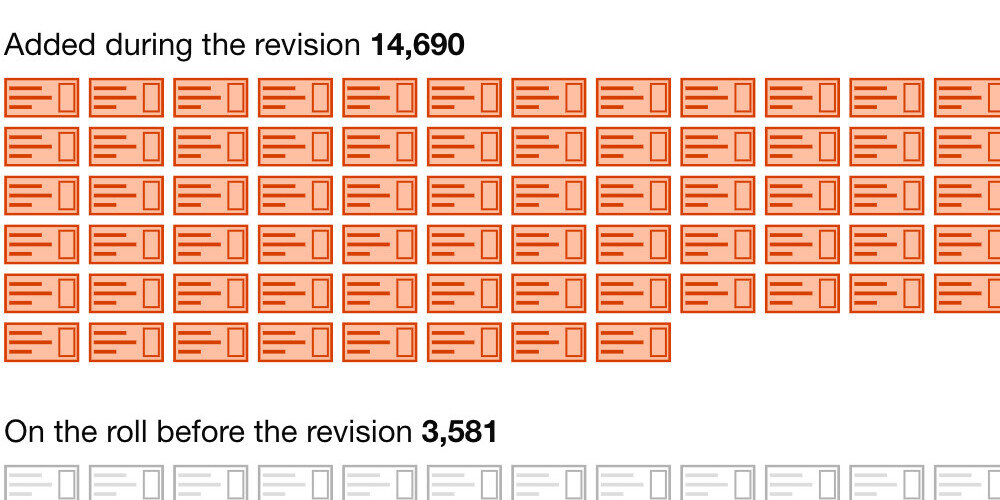 Added during the revision 14,690
On the roll before the revision 3,581